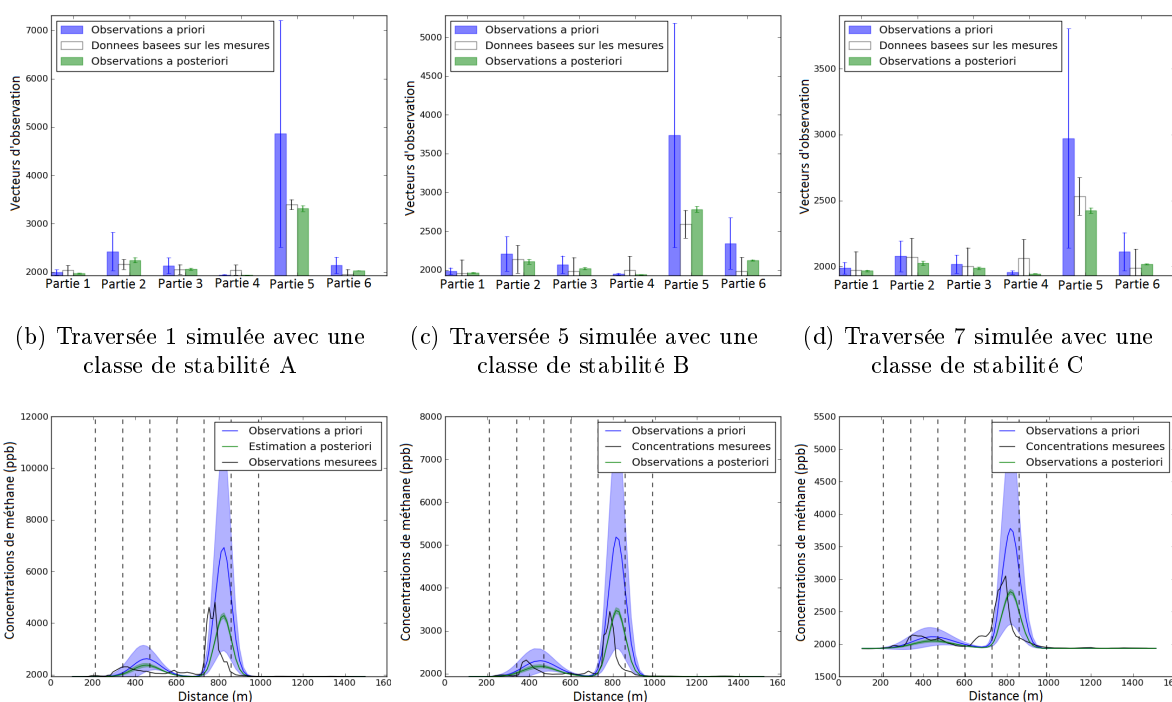 Observations a priori
Donnees basees sur les mesures
Observations a posteriori
Vecteurs d'observation
7000
6000
5000
4000
3000
2000
Partie 1 Partie 2 Partie 3 Partie 4 Partie 5 Partie 6
Observations a priori
Donnees basees sur les mesures
Observations a posteriori
Vecteurs d'observation
5000
4500
4000
3500
3000
2500
2000
Partie 1 Partie 2 Partie 3 Partie 4 Partie 5 Partie 6
Observations a priori
Donnees basees sur les mesures
Observations a posteriori
Vecteurs d'observation
3500
3000
2500
2000
Partie 1 Partie 2 Partie 3 Partie 4 Partie 5 Partie 6
(b) Traversée 1 simulée avec une
classe de stabilité A
(c) Traversée 5 simulée avec une
classe de stabilité B
(d) Traversée 7 simulée avec une
classe de stabilité C
Observations a priori
Estimation a posteriori
Observations mesurees
Concentrations de méthane (ppb)
12000
10000
8000
6000
4000
2000
0 200 400 600 800 1000 1200 1400 160
Distance (m)
Observations a priori
Concentrations mesurees
Observations a posteriori
Concentrations de méthane (ppb)
8000
7000
6000
5000
4000
3000
2000
0 200 400 600 800 1000 1200 1400 160
Distance (m)
Observations a priori
Concentrations mesurees
Observations a posteriori
Concentrations de méthane (ppb)
5500
5000
4500
4000
3500
3000
2500
2000
1500
0 200 400 600 800 1000 1200 1400 160
Distance (m)